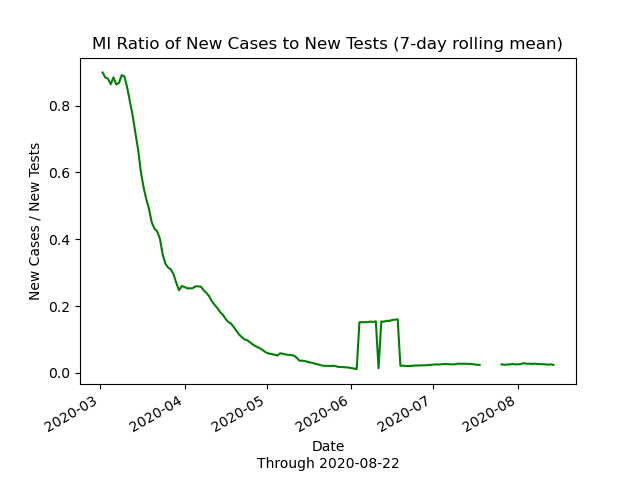 MI Ratio of New Cases to New Tests (7-day rolling mean)
New Cases / New Tests
0.8
0.6
0.4
0.2
0.0
2020-03
2020-04
2020-05
2020-06
2020-07
2020-08
Date
Through 2020-08-22